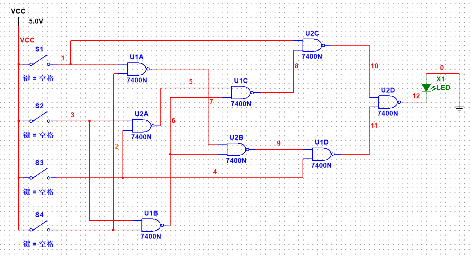 VCC
5.0V
VCC
S1
1
键 = 空格
U1A
7400N
U2C
7400N
8
10
5
U1C
7400N
7
S2
3
键 = 空格
U2A
7400N
6
2
U2B
7400N
9
U1D
7400N
11
U2D
7400N
12
0
X1
LED
S3
4
键 = 空格
S4
键 = 空格
U1B
7400N